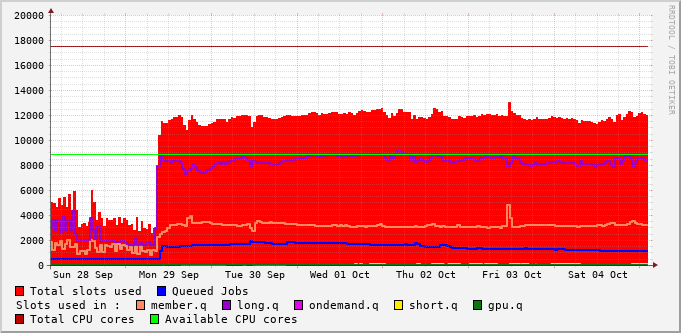 20000
18000
16000
14000
12000
10000
8000
6000
4000
2000
0
Sun 28 Sep Mon 29 Sep Tue 30 Sep Wed 01 Oct Thu 02 Oct Fri 03 Oct Sat 04 Oct
Total slots used Queued Jobs
Slots used in : member.q long.q ondemand.q short.q gpu.q
Total CPU cores Available CPU cores
RRDTOOL / TOBI OETIKER